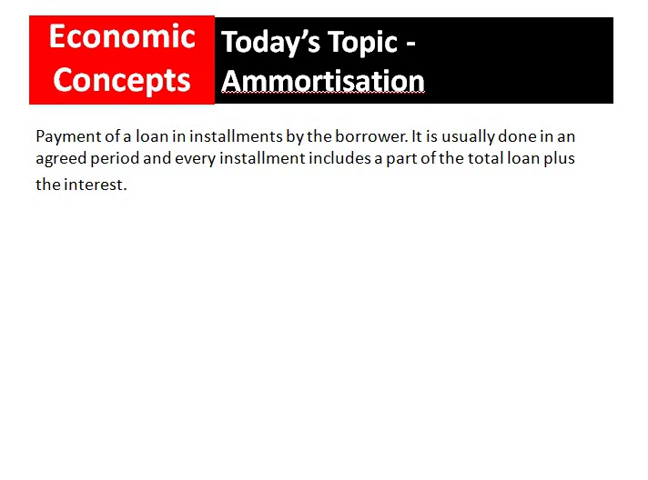 Economic
Concepts
Today’s Topic -
Ammortisation
Payment of a loan in installments by the borrower. It is usually done in an
agreed period and every installment includes a part of the total loan plus
the interest.